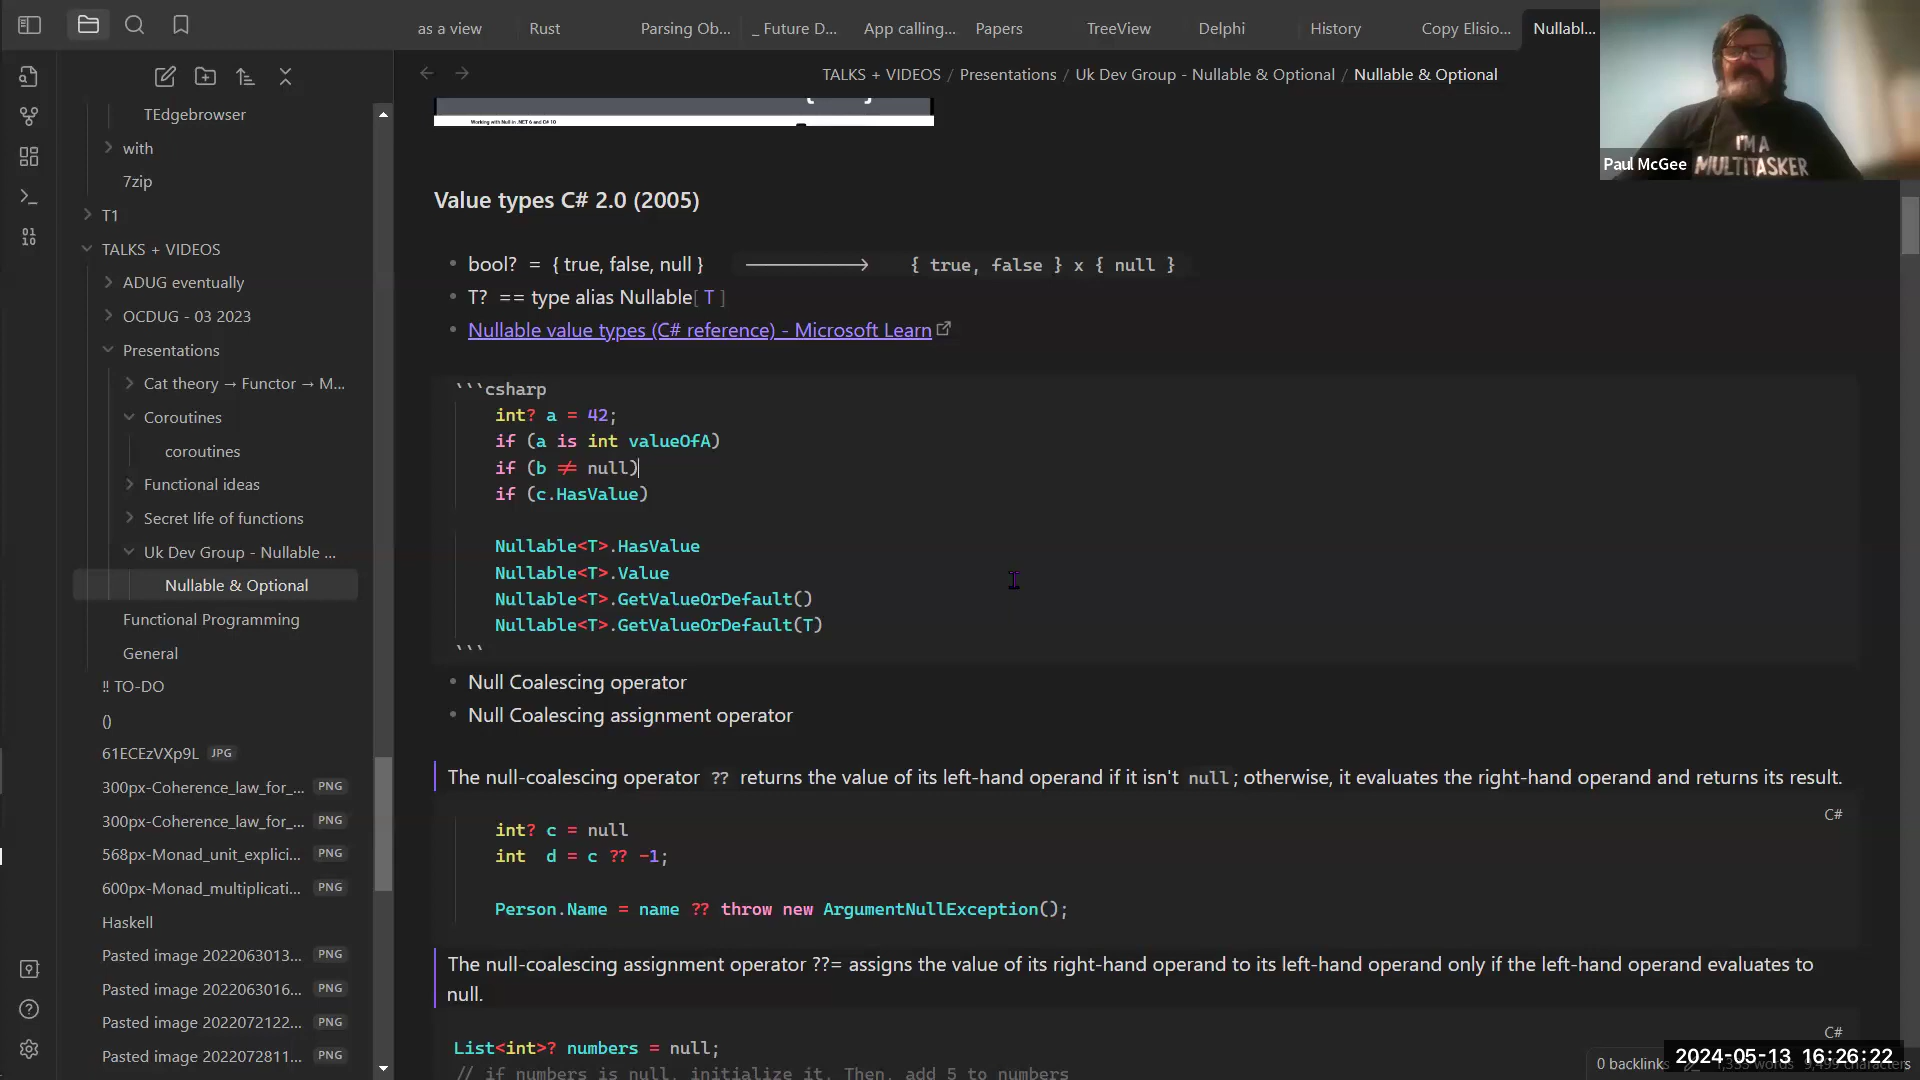 as a view
Rust
Parsing Ob...
_ Future D...
App calling...
Papers
TreeView
Delphi
History
Copy Elisio...
Nullabl...
TALKS + VIDEOS / Presentations / Uk Dev Group - Nullable & Optional / Nullable & Optional
TEdgebrowser
with
7zip
T1
TALKS + VIDEOS
ADUG eventually
OCDUG - 03 2023
Presentations
Cat theory → Functor → M...
Coroutines
coroutines
Functional ideas
Secret life of functions
Uk Dev Group - Nullable ...
Nullable & Optional
Functional Programming
General
!! TO-DO
()
61ECEzVXp9L JPG
300px-Coherence_law_for_... PNG
300px-Coherence_law_for_... PNG
568px-Monad_unit_explici... PNG
600px-Monad_multiplicati... PNG
Haskell
Pasted image 2022063013... PNG
Pasted image 2022063016... PNG
Pasted image 2022072122... PNG
Pasted image 2022072811... PNG
Working with Null in .NET 6 and C# 10
Value types C# 2.0 (2005)
bool? = { true, false, null } ———> { true, false } x { null }
T? == type alias Nullable[ T ]
Nullable value types (C# reference) - Microsoft Learn
```csharp
int? a = 42;
if (a is int valueOfA)
if (b ≠ null)
if (c.HasValue)
Nullable<T>.HasValue
Nullable<T>.Value
Nullable<T>.GetValueOrDefault()
Nullable<T>.GetValueOrDefault(T)
```
Null Coalescing operator
Null Coalescing assignment operator
The null-coalescing operator ?? returns the value of its left-hand operand if it isn't null; otherwise, it evaluates the right-hand operand and returns its result.
C#
int? c = null
int d = c ?? -1;
Person.Name = name ?? throw new ArgumentNullException();
The null-coalescing assignment operator ??= assigns the value of its right-hand operand to its left-hand operand only if the left-hand operand evaluates to
null.
C#
List<int>? numbers = null;
// if numbers is null, initialize it. Then, add 5 to numbers
I'M A
MULTITASKER
Paul McGee
0 backlinks
2024-05-13 16:26:22